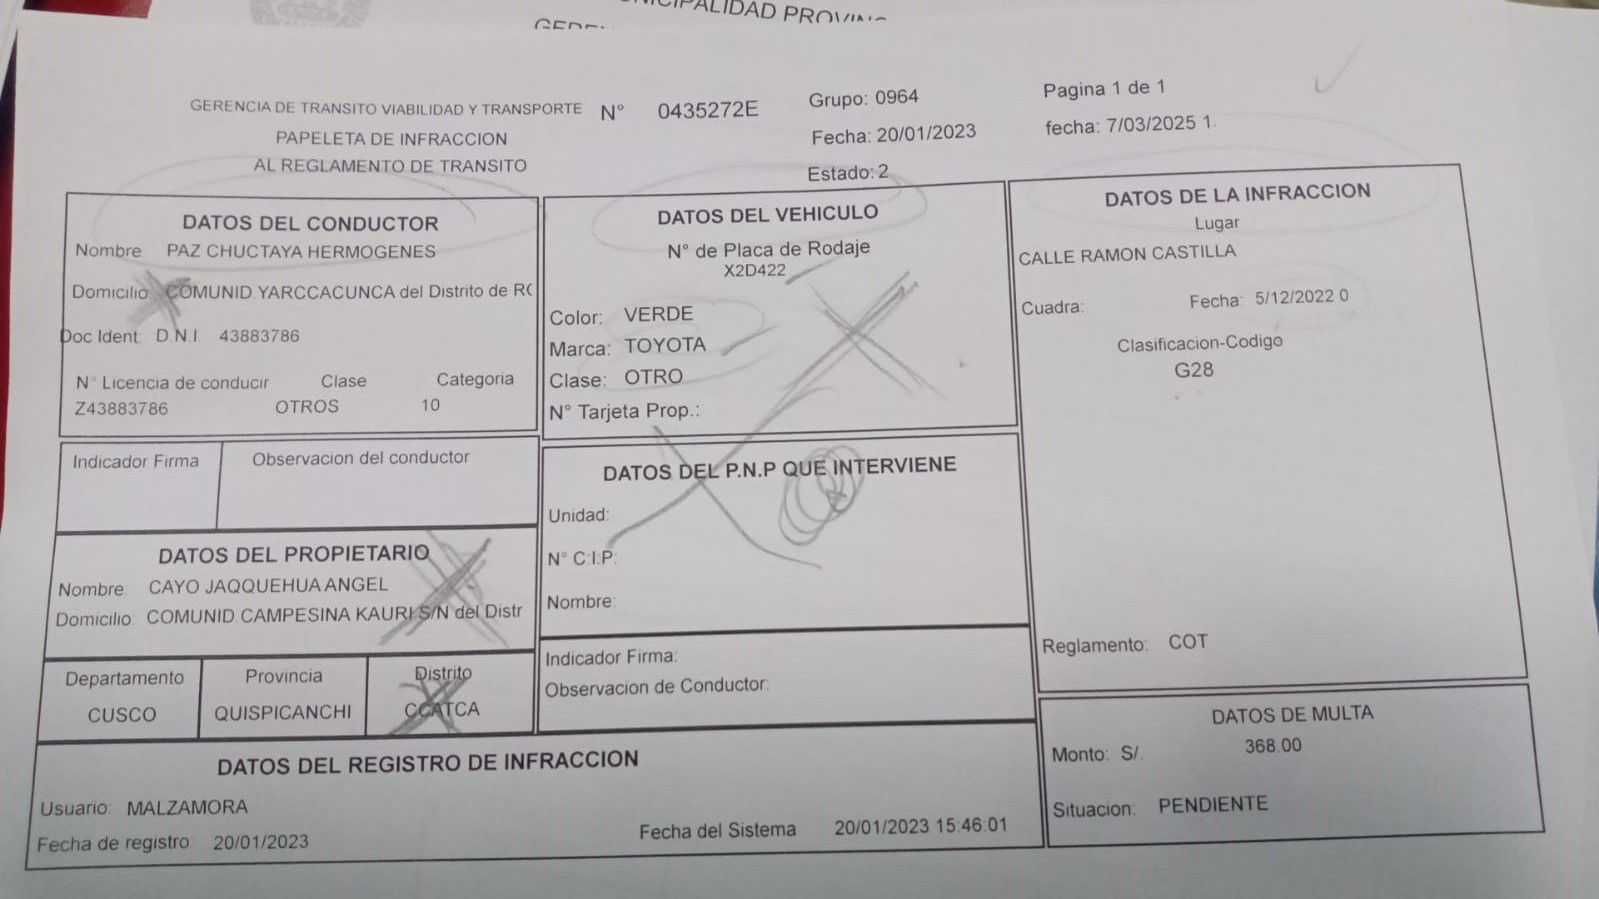 GERENCIA DE TRANSITO VIABILIDAD Y TRANSPORTE N° 0435272E
PAPELETA DE INFRACCION
AL REGLAMENTO DE TRANSITO
Grupo: 0964
Fecha: 20/01/2023
Estado: 2
Pagina 1 de 1
fecha: 7/03/2025 1.
DATOS DEL CONDUCTOR
Nombre PAZ CHUCTAYA HERMOGENES
Domicilio COMUNID YARCCACUNCA del Distrito de
Doc Ident: D.N.I. 43883786
N° Licencia de conducir Clase Categoria
Z43883786 OTROS 10
Indicador Firma Observacion del conductor
DATOS DEL PROPIETARIO
Nombre: CAYO JAQQUEHUA ANGEL
Domicilio: COMUNID CAMPESINA KAURI S/N del Distr
Departamento Provincia Distrito
CUSCO QUISPICANCHI CCATCA
DATOS DEL VEHICULO
N° de Placa de Rodaje
X2D422
Color: VERDE
Marca: TOYOTA
Clase: OTRO
N° Tarjeta Prop.:
DATOS DEL P.N.P QUE INTERVIENE
Unidad:
N° C.I.P:
Nombre:
Indicador Firma:
Observacion de Conductor:
DATOS DE LA INFRACCION
Lugar
CALLE RAMON CASTILLA
Cuadra: Fecha: 5/12/2022 0
Clasificacion-Codigo
G28
Reglamento: COT
DATOS DEL REGISTRO DE INFRACCION
Usuario: MALZAMORA
Fecha de registro 20/01/2023 Fecha del Sistema 20/01/2023 15:46:01
DATOS DE MULTA
Monto: S/. 368.00
Situacion: PENDIENTE